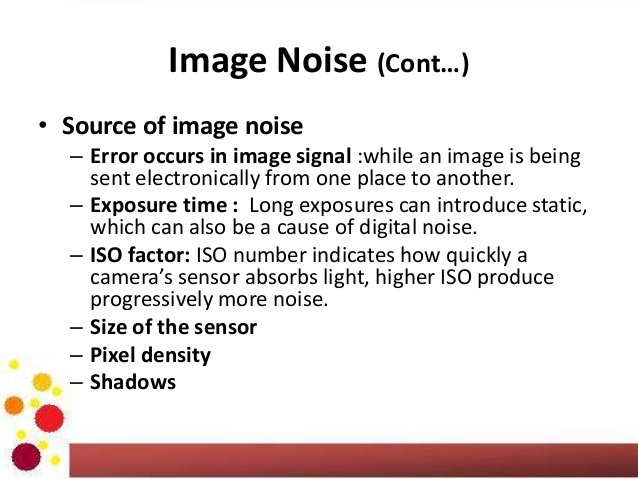 Image Noise (Cont…)
• Source of image noise
– Error occurs in image signal :while an image is being
sent electronically from one place to another.
– Exposure time : Long exposures can introduce static,
which can also be a cause of digital noise.
– ISO factor: ISO number indicates how quickly a
camera’s sensor absorbs light, higher ISO produce
progressively more noise.
– Size of the sensor
– Pixel density
– Shadows